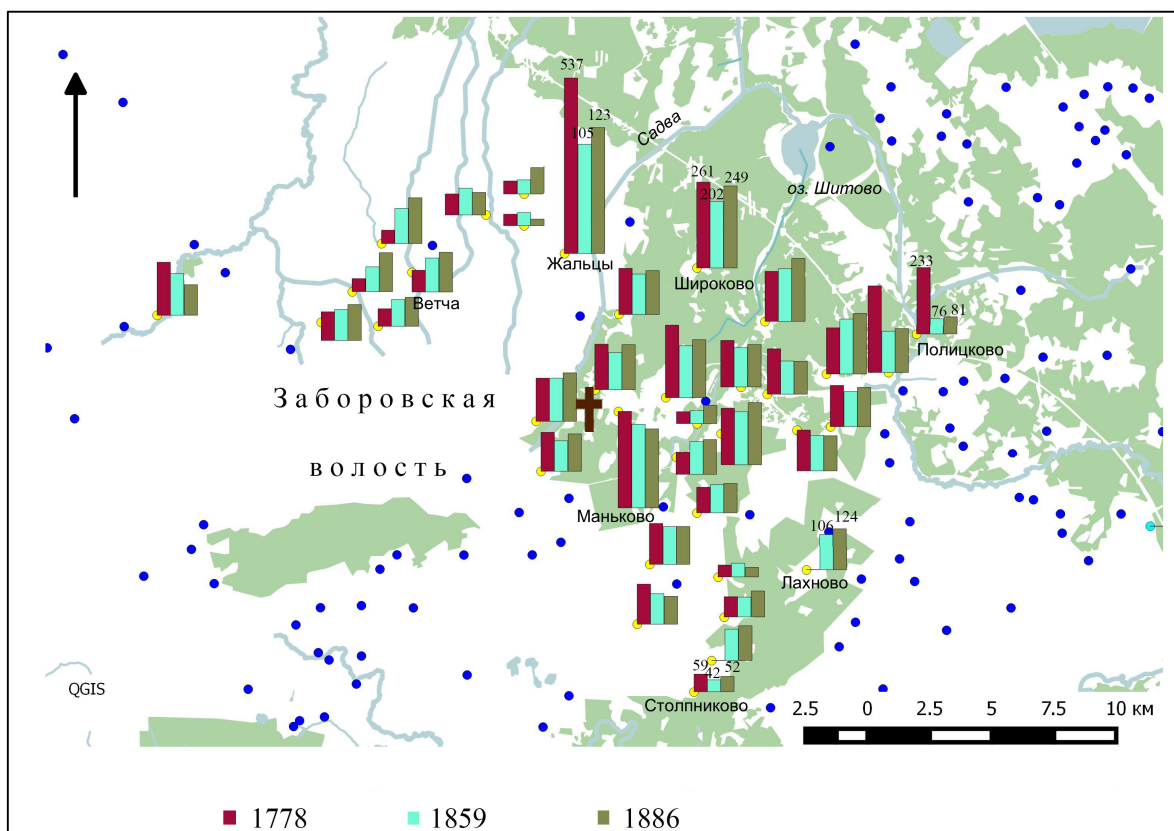 537
123
105
Садва
261
249
202
оз. Шитово
Жальцы
Широково
233
76 81
Ветча
Полицково
Заборовская
волость
Маньково
106 124
Лахново
59 52
42
QGIS
Столпниково
2.5 0 2.5 5 7.5 10 км
1778 1859 1886